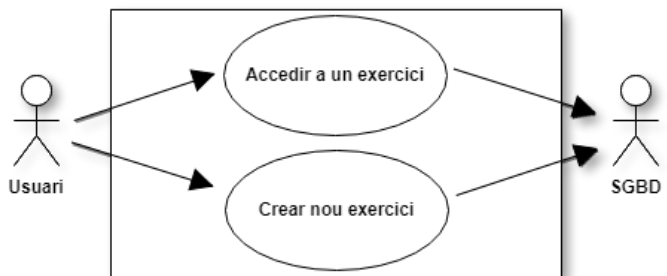 Accedir a un exercici
Usuari
SGBD
Crear nou exercici